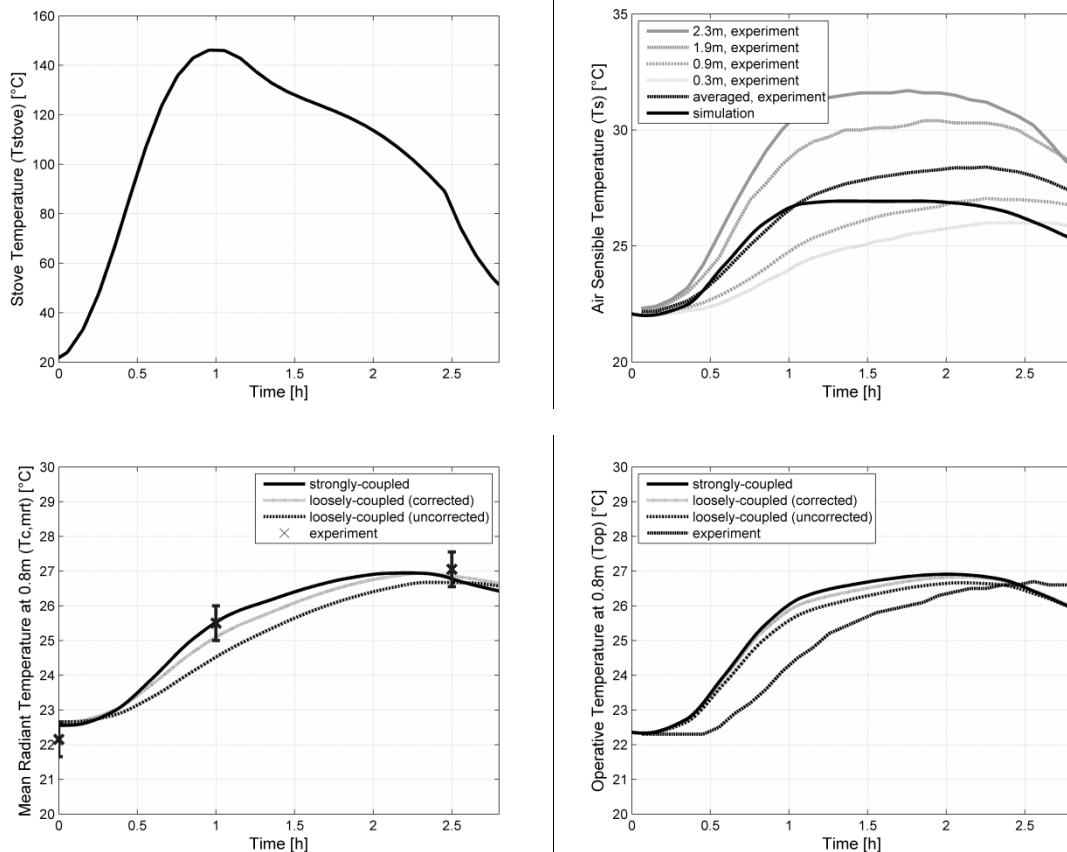 Stove Temperature (Tstove) [°C]
160
140
120
100
80
60
40
20
0
0.5
1
1.5
2
2.5
Time [h]
Air Sensible Temperature (Ts) [°C]
35
30
25
20
2.3m, experiment
1.9m, experiment
0.9m, experiment
0.3m, experiment
averaged, experiment
simulation
0
0.5
1
1.5
2
2.5
Time [h]
Mean Radiant Temperature at 0.8m (Tc,mrt) [°C]
30
29
28
27
26
25
24
23
22
21
20
strongly-coupled
loosely-coupled (corrected)
loosely-coupled (uncorrected)
experiment
0
0.5
1
1.5
2
2.5
Time [h]
Operative Temperature at 0.8m (Top) [°C]
30
29
28
27
26
25
24
23
22
21
20
strongly-coupled
loosely-coupled (corrected)
loosely-coupled (uncorrected)
experiment
0
0.5
1
1.5
2
2.5
Time [h]